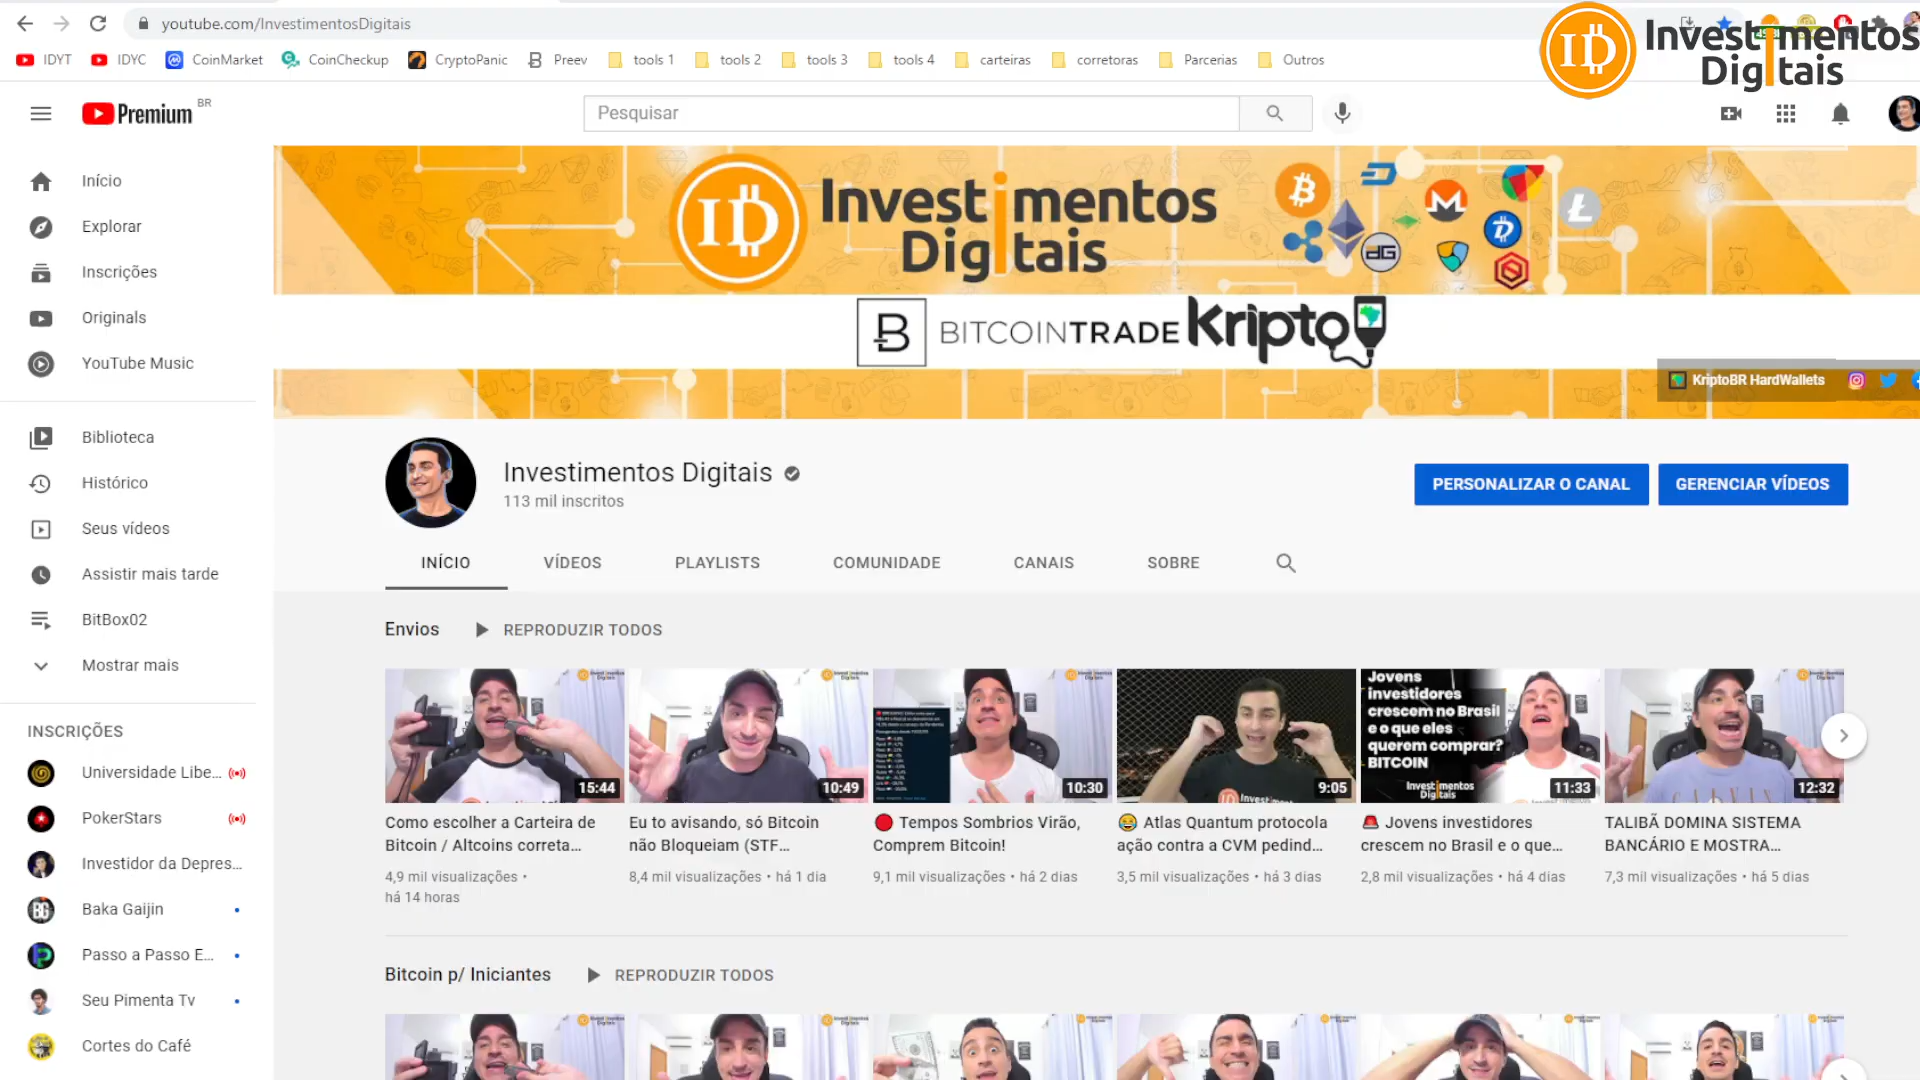 youtube.com/InvestimentosDigitais
IDYT IDYC CoinMarket CoinCheckup CryptoPanic Preev tools 1 tools 2 tools 3 tools 4 carteiras corretoras Parcerias Outros
Investimentos
Digitais
Premium BR
Pesquisar
Início
Explorar
Inscrições
Originals
YouTube Music
Biblioteca
Histórico
Seus vídeos
Assistir mais tarde
BitBox02
Mostrar mais
INSCRIÇÕES
Universidade Libe...
PokerStars
Investidor da Depres...
Baka Gaijin
Passo a Passo E...
Seu Pimenta Tv
Cortes do Café
Investimentos
Digitais
BITCOINTRADE Kripto
KriptoBR HardWallets
Investimentos Digitais
113 mil inscritos
PERSONALIZAR O CANAL GERENCIAR VÍDEOS
INÍCIO VÍDEOS PLAYLISTS COMUNIDADE CANAIS SOBRE
Envios REPRODUZIR TODOS
Jovens
investidores
crescem no Brasil
e o que eles
querem comprar?
BITCOIN
Investimentos
Digitais
15:44 10:49 10:30 9:05 11:33 12:32
Como escolher a Carteira de
Bitcoin / Altcoins correta...
4,9 mil visualizações •
há 14 horas
Eu to avisando, só Bitcoin
não Bloqueiam (STF...
8,4 mil visualizações • há 1 dia
🔴 Tempos Sombrios Virão,
Comprem Bitcoin!
9,1 mil visualizações • há 2 dias
😂 Atlas Quantum protocola
ação contra a CVM pedind...
3,5 mil visualizações • há 3 dias
🚨 Jovens investidores
crescem no Brasil e o que...
2,8 mil visualizações • há 4 dias
TALIBÃ DOMINA SISTEMA
BANCÁRIO E MOSTRA...
7,3 mil visualizações • há 5 dias
Bitcoin p/ Iniciantes REPRODUZIR TODOS